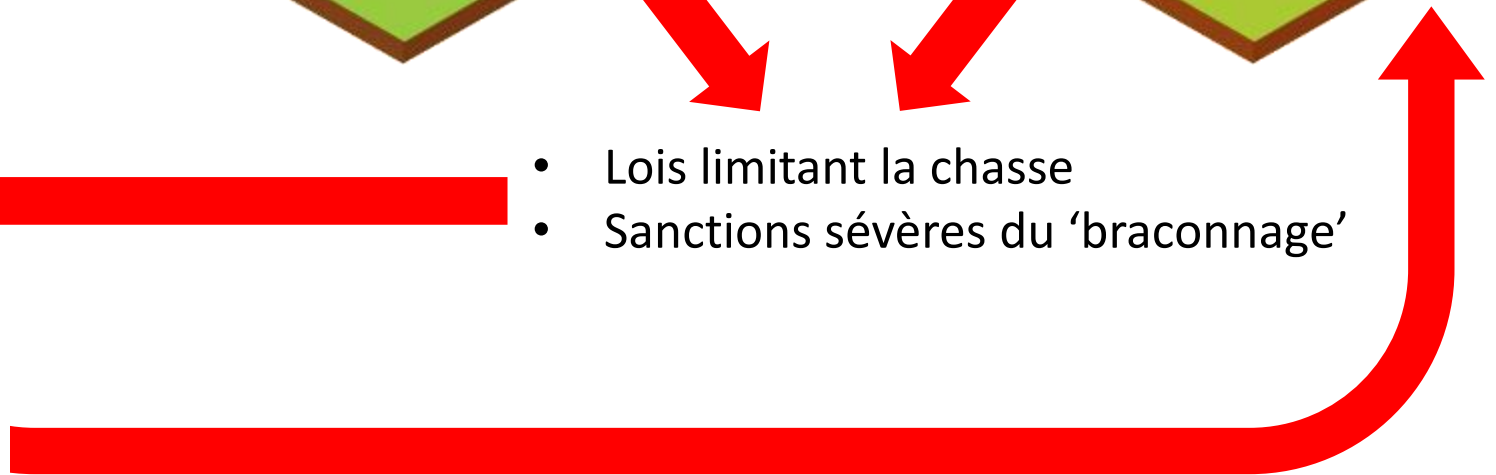 • Lois limitant la chasse
• Sanctions sévères du ‘braconnage’